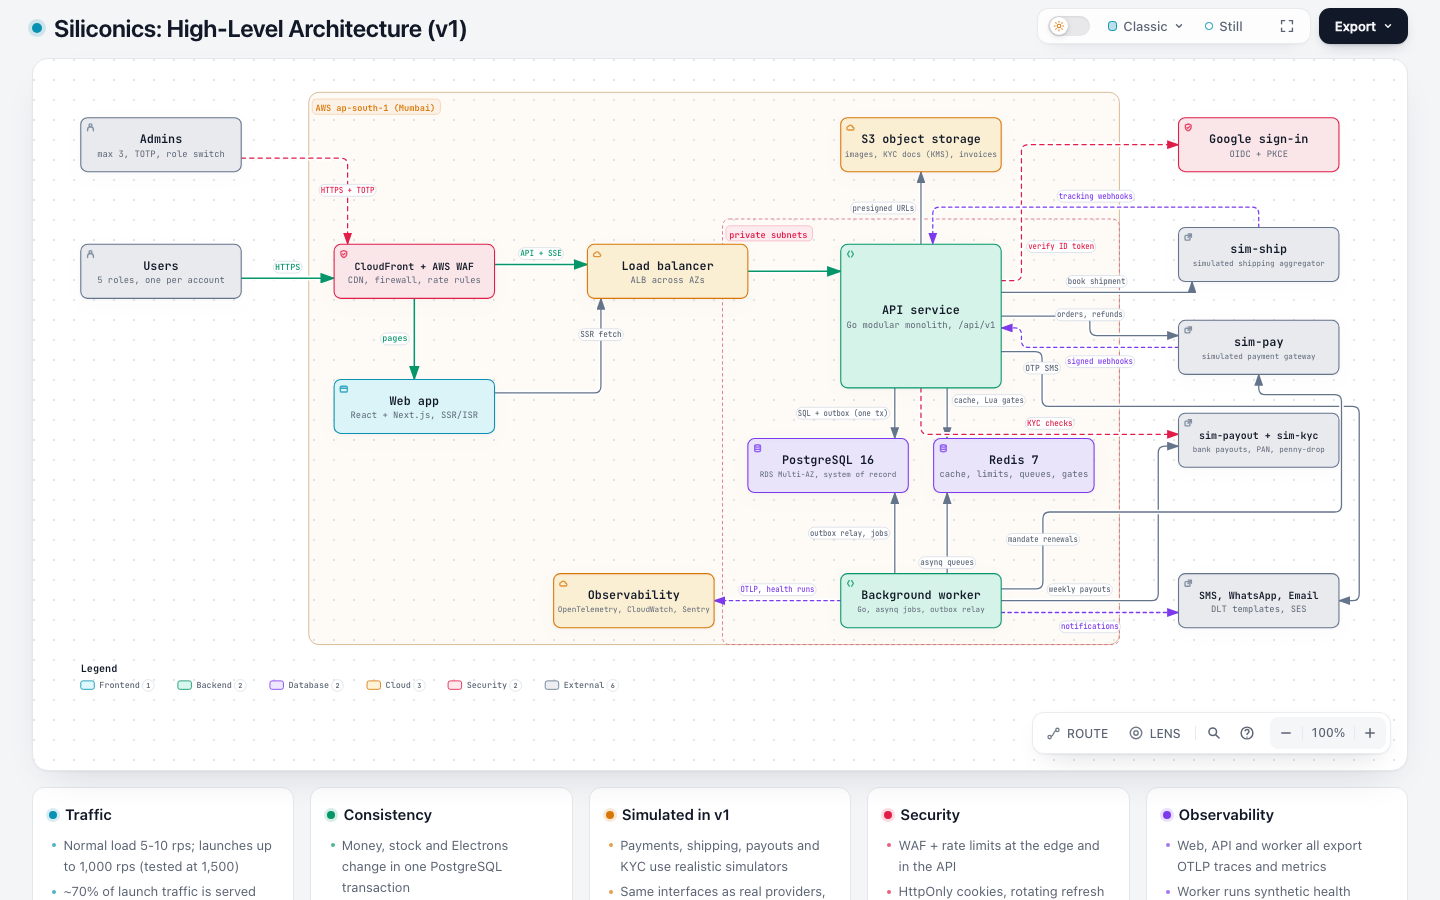 Siliconics: High-Level Architecture (v1)
Classic
Still
Export
AWS ap-south-1 (Mumbai)
Admins
max 3, TOTP, role switch
S3 object storage
images, KYC docs (KMS), invoices
Google sign-in
OIDC + PKCE
HTTPS + TOTP
presigned URLs
tracking webhooks
private subnets
verify ID token
Users
5 roles, one per account
HTTPS
CloudFront + AWS WAF
CDN, firewall, rate rules
API + SSE
Load balancer
ALB across AZs
API service
Go modular monolith, /api/v1
sim-ship
simulated shipping aggregator
book shipment
orders, refunds
sim-pay
simulated payment gateway
signed webhooks
OTP SMS
pages
SSR fetch
Web app
React + Next.js, SSR/ISR
SQL + outbox (one tx)
cache, Lua gates
KYC checks
sim-payout + sim-kyc
bank payouts, PAN, penny-drop
PostgreSQL 16
RDS Multi-AZ, system of record
Redis 7
cache, limits, queues, gates
outbox relay, jobs
mandate renewals
asynq queues
Observability
OpenTelemetry, CloudWatch, Sentry
OTLP, health runs
Background worker
Go, asynq jobs, outbox relay
weekly payouts
notifications
SMS, WhatsApp, Email
DLT templates, SES
Legend
Frontend 1
Backend 2
Database 2
Cloud 3
Security 2
External 6
ROUTE
LENS
100%
Traffic
Normal load 5-10 rps; launches up
to 1,000 rps (tested at 1,500)
~70% of launch traffic is served
Consistency
Money, stock and Electrons
change in one PostgreSQL
transaction
Simulated in v1
Payments, shipping, payouts and
KYC use realistic simulators
Same interfaces as real providers,
Security
WAF + rate limits at the edge and
in the API
HttpOnly cookies, rotating refresh
Observability
Web, API and worker all export
OTLP traces and metrics
Worker runs synthetic health